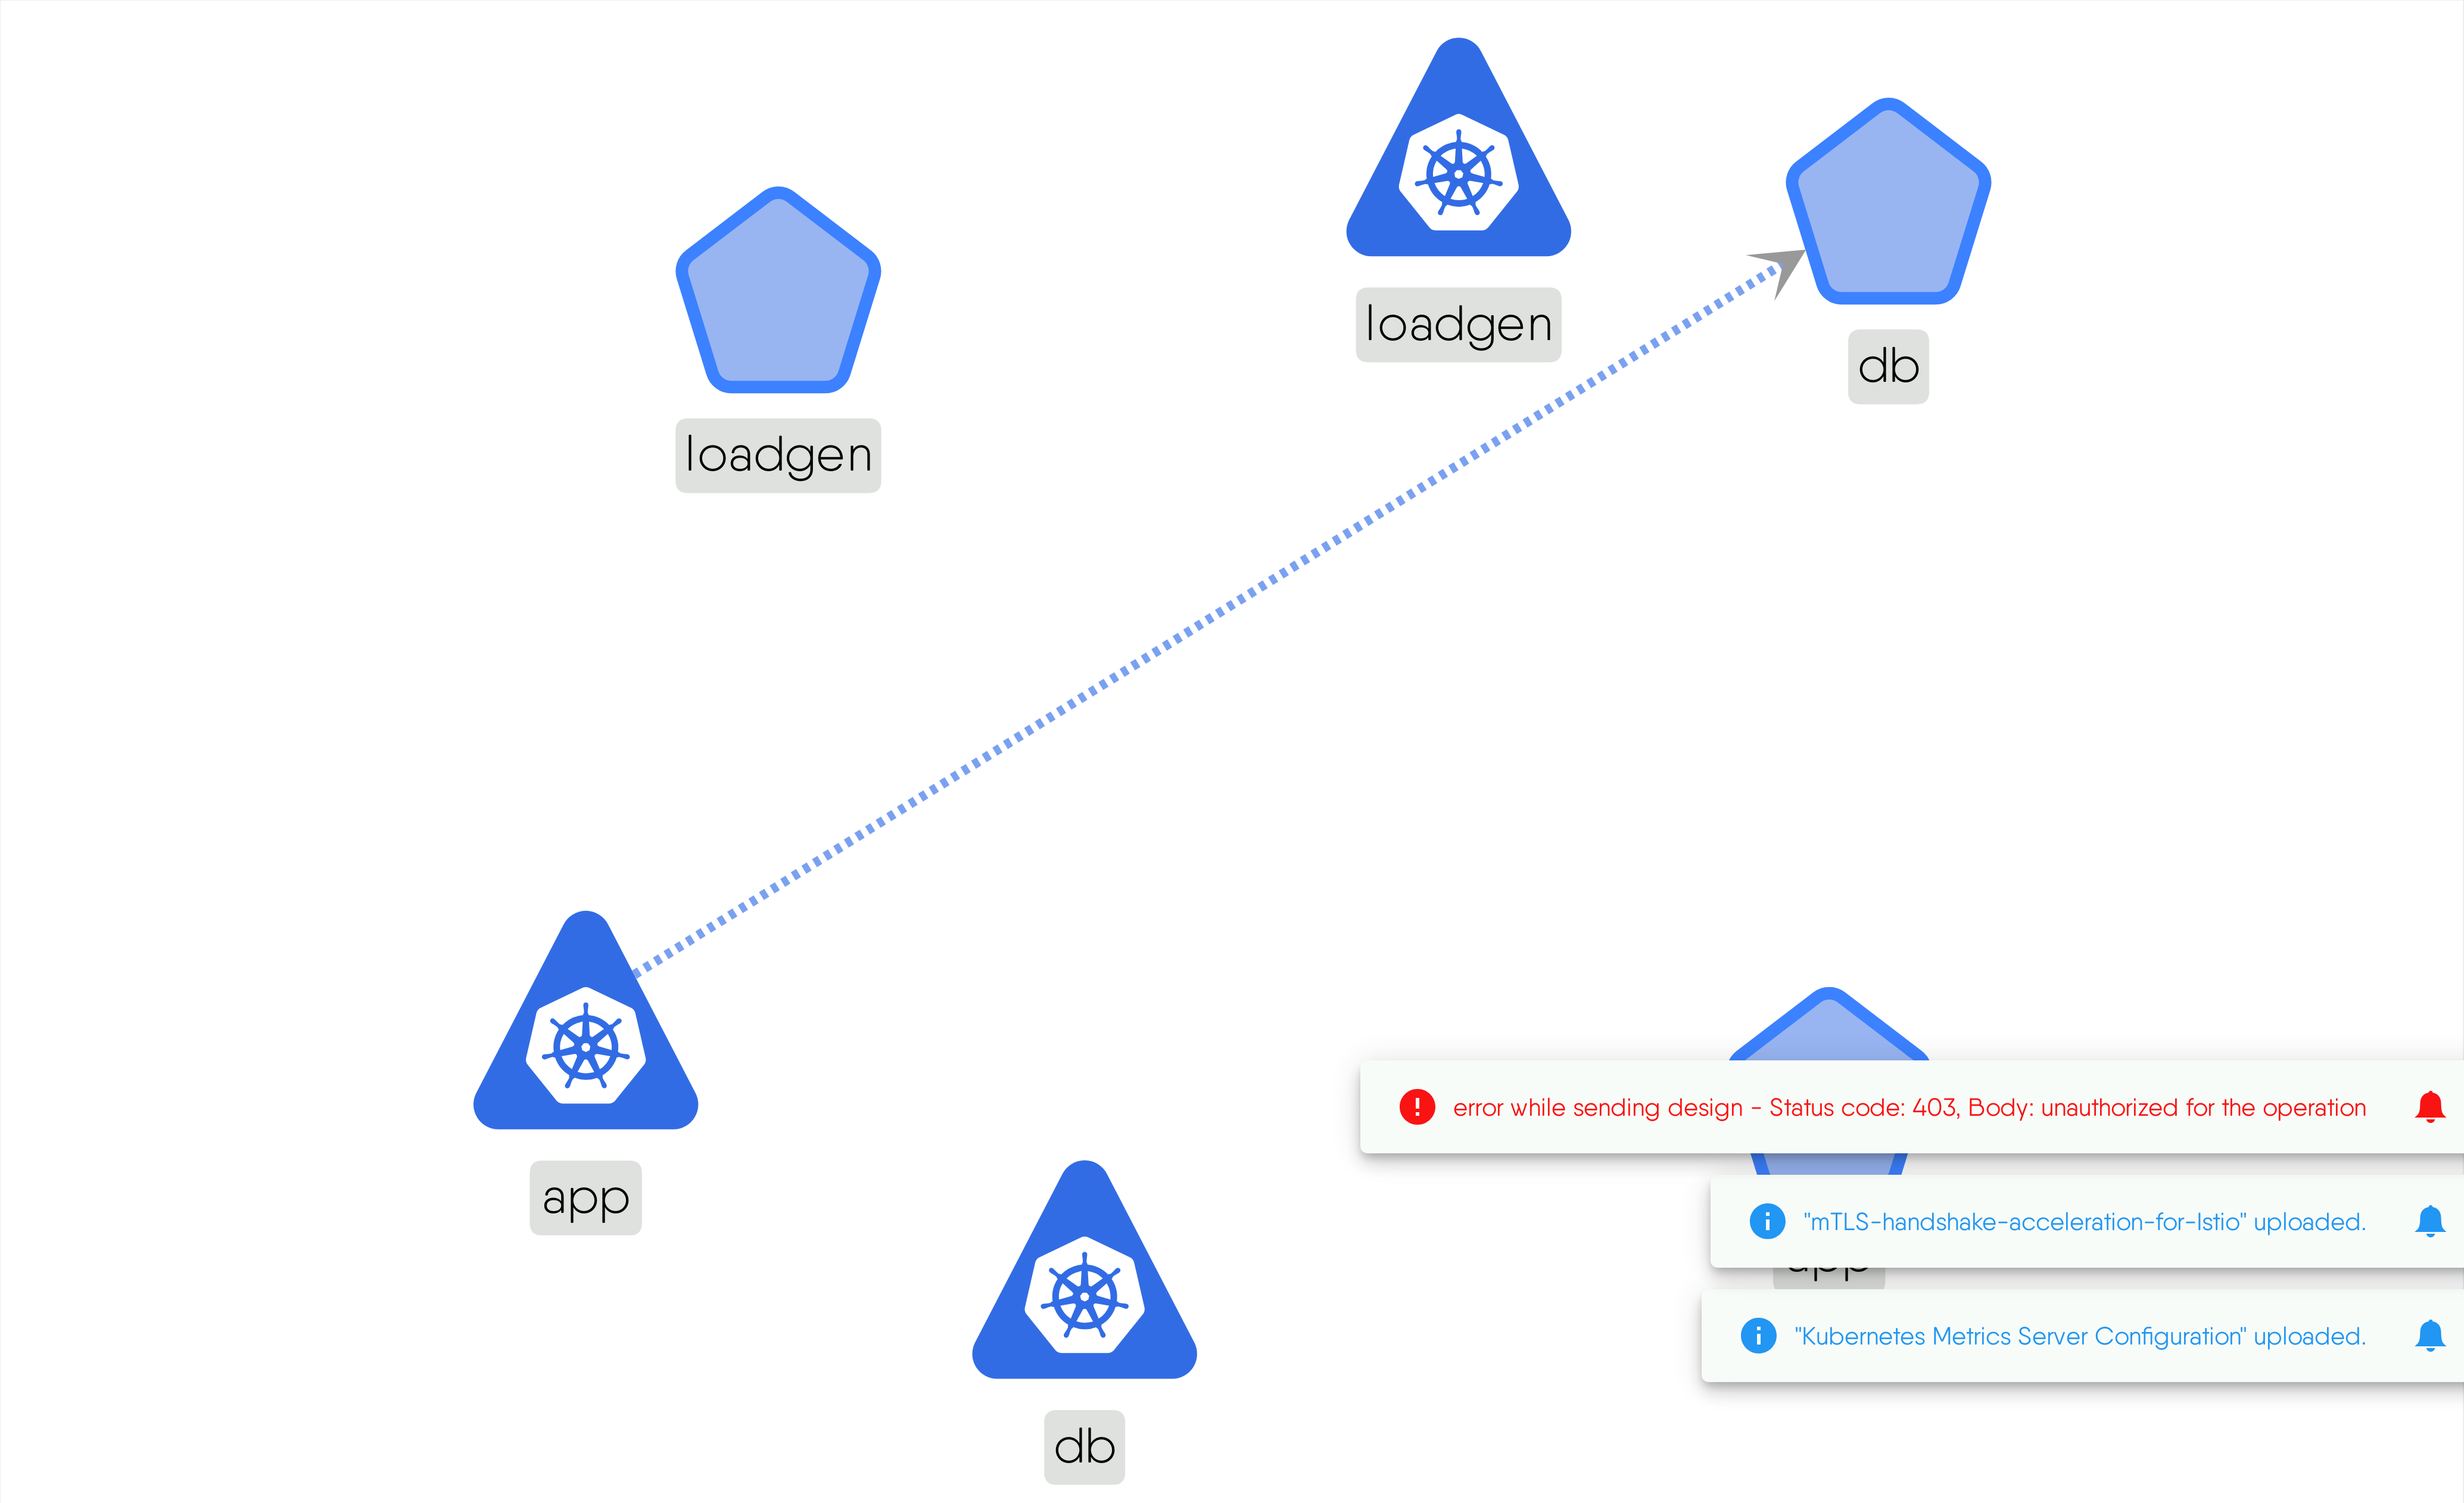 loadgen
db
loadgen
app
error while sending design - Status code: 403, Body: unauthorized for the operation
"mTLS-handshake-acceleration-for-Istio" uploaded.
app
"Kubernetes Metrics Server Configuration" uploaded.
db